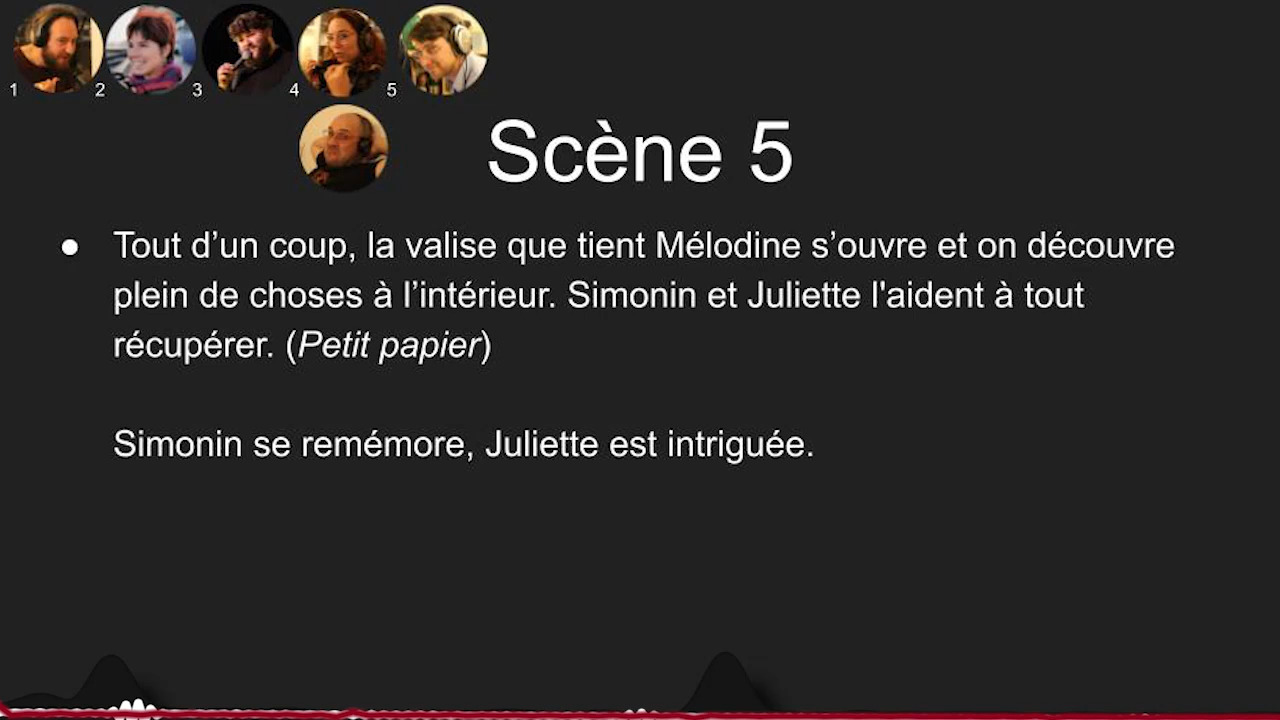 1 2 3 4 5
Scène 5
● Tout d’un coup, la valise que tient Mélodine s’ouvre et on découvre
plein de choses à l’intérieur. Simonin et Juliette l'aident à tout
récupérer. (Petit papier)
Simonin se remémore, Juliette est intriguée.